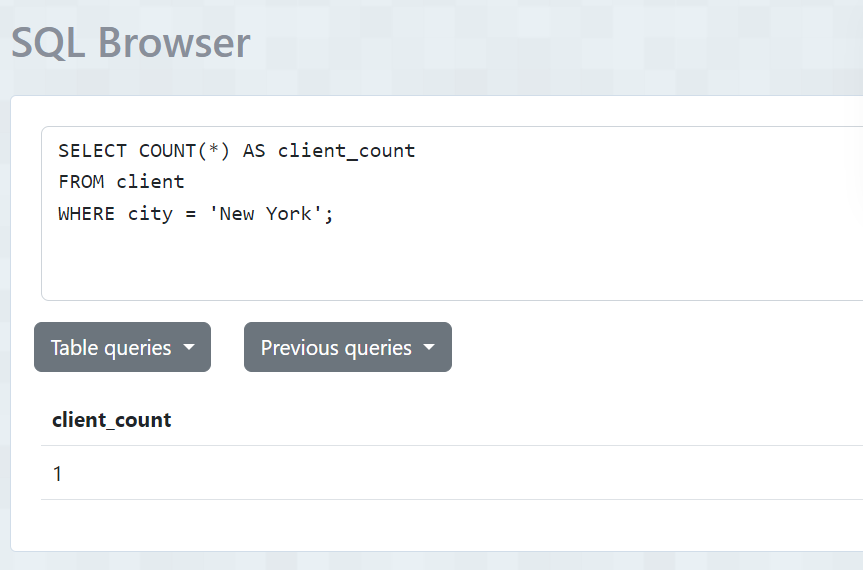 SQL Browser
SELECT COUNT(*) AS client_count
FROM client
WHERE city = 'New York';
Table queries
Previous queries
client_count
1